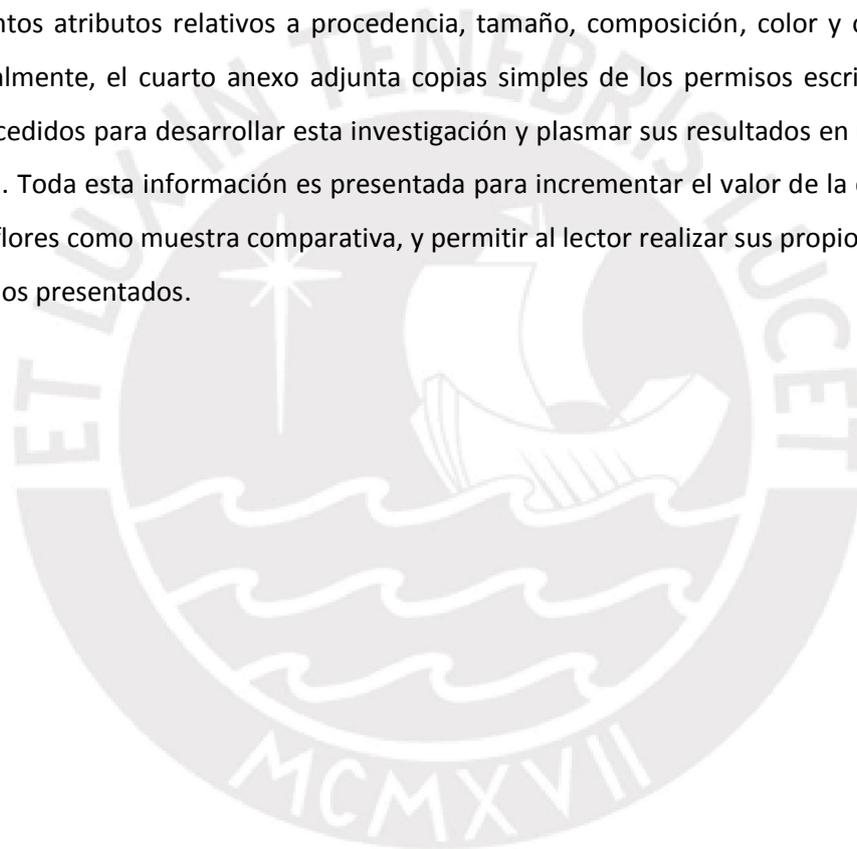 ntos atributos relativos a procedencia, tamaño, composición, color y
almente, el cuarto anexo adjunta copias simples de los permisos escri
cedidos para desarrollar esta investigación y plasmar sus resultados en
. Toda esta información es presentada para incrementar el valor de la
flores como muestra comparativa, y permitir al lector realizar sus propio
os presentados.
ET LUX IN TENEBRIS LUCET
MCMXVII